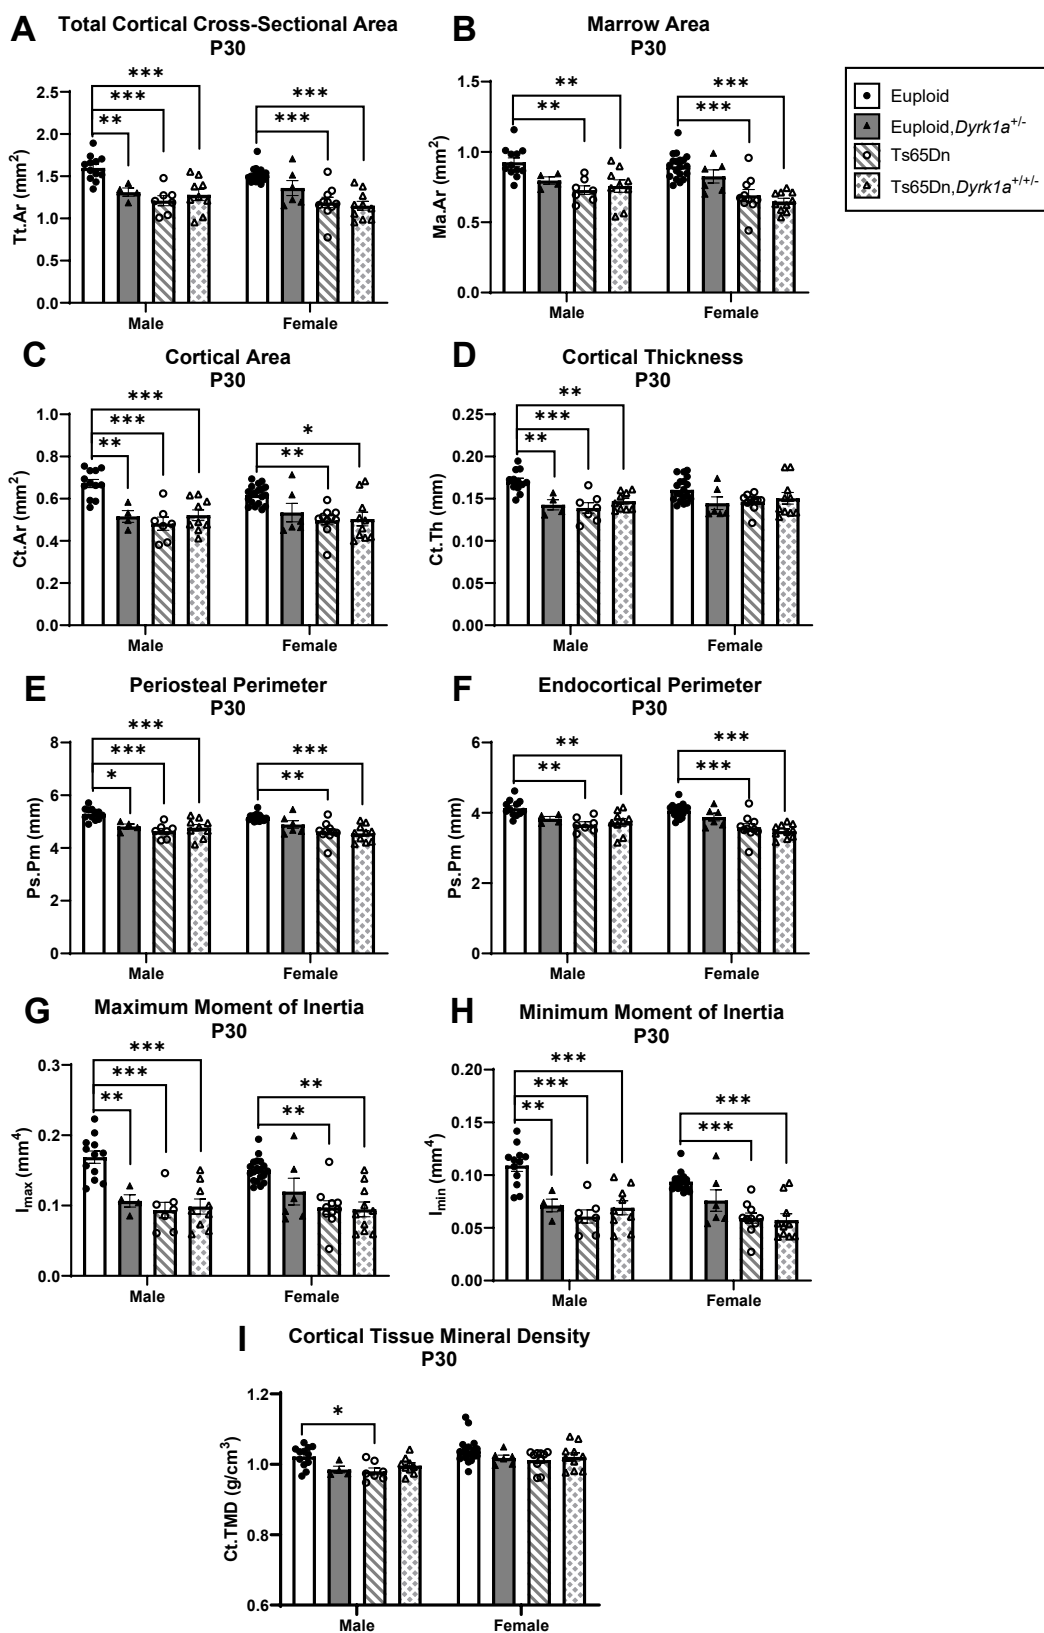 A
Total Cortical Cross-Sectional Area
P30
***
***
**
***
***
Tt.Ar (mm²)
2.5
2.0
1.5
1.0
0.5
0.0
Male
Female
B
Marrow Area
P30
**
**
***
***
Ma.Ar (mm²)
1.5
1.0
0.5
0.0
Male
Female
Euploid
Euploid,Dyrk1a+/-
Ts65Dn
Ts65Dn,Dyrk1a+/+/-
C
Cortical Area
P30
***
***
**
*
**
Ct.Ar (mm²)
1.0
0.8
0.6
0.4
0.2
0.0
Male
Female
D
Cortical Thickness
P30
**
***
**
Ct.Th (mm)
0.25
0.20
0.15
0.10
0.05
0.00
Male
Female
E
Periosteal Perimeter
P30
***
***
*
***
**
Ps.Pm (mm)
8
6
4
2
0
Male
Female
F
Endocortical Perimeter
P30
**
**
***
***
Ps.Pm (mm)
6
4
2
0
Male
Female
G
Maximum Moment of Inertia
P30
***
***
**
**
**
Imax (mm⁴)
0.3
0.2
0.1
0.0
Male
Female
H
Minimum Moment of Inertia
P30
***
***
**
***
***
Imin (mm⁴)
0.20
0.15
0.10
0.05
0.00
Male
Female
I
Cortical Tissue Mineral Density
P30
*
Ct.TMD (g/cm³)
1.2
1.0
0.8
0.6
Male
Female